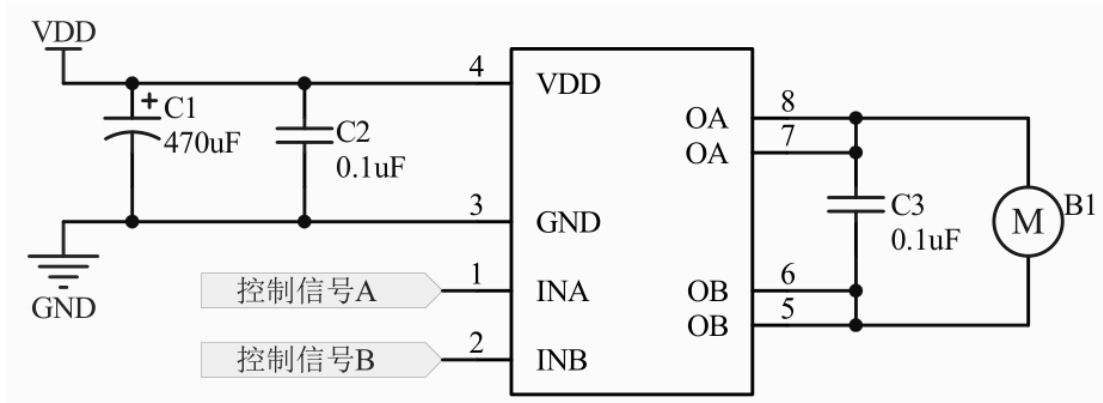 VDD
4
VDD
+
C1
470uF
C2
0.1uF
OA
8
OA
7
C3
0.1uF
M
B1
3
GND
GND
控制信号A
1
INA
OB
6
OB
5
控制信号B
2
INB